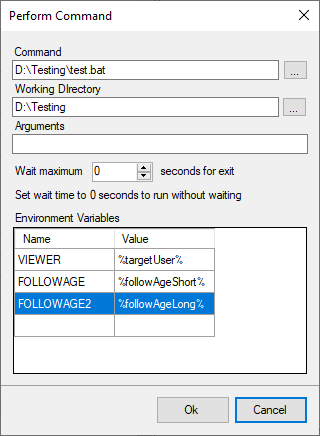 Perform Command
Command
D:\Testing\test.bat
...
Working DIrectory
D:\Testing
...
Arguments
Wait maximum 0 seconds for exit
Set wait time to 0 seconds to run without waiting
Environment Variables
Name Value
VIEWER %targetUser%
FOLLOWAGE %followAgeShort%
FOLLOWAGE2 %followAgeLong%
Ok Cancel